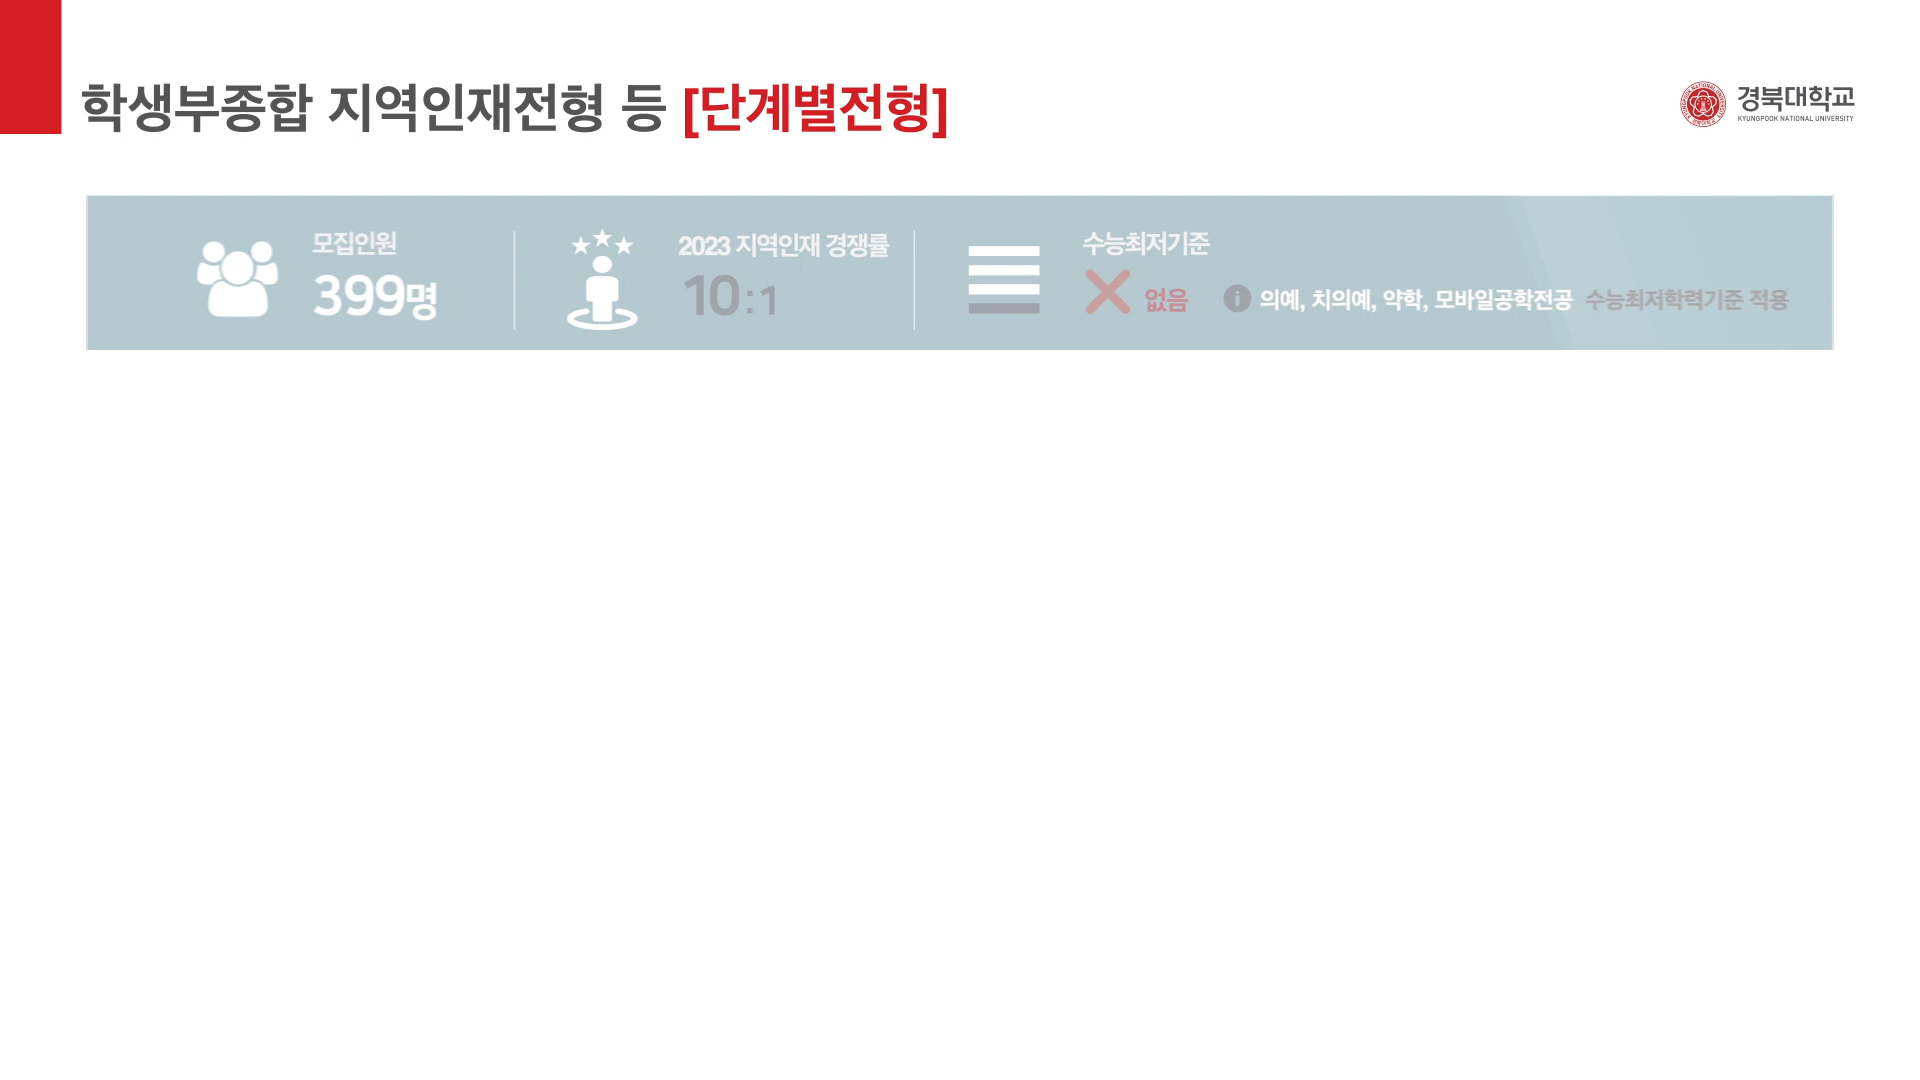 학생부종합 지역인재전형 등 [단계별전형]
경북대학교
KYUNGPOOK NATIONAL UNIVERSITY
모집인원
399명
2023 지역인재 경쟁률
10:1
수능최저기준
없음 의예, 치의예, 약학, 모바일공학전공 수능최저학력기준 적용